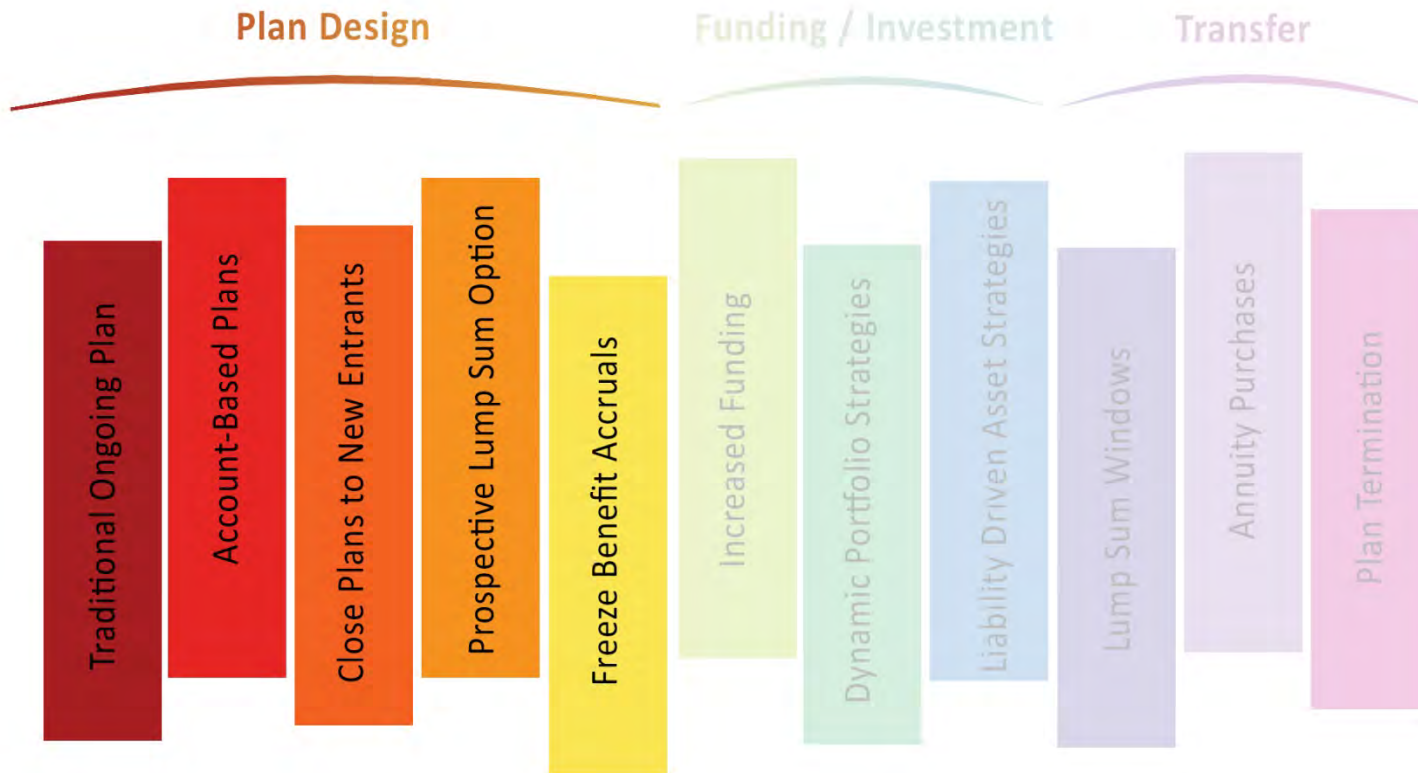 Plan Design
Funding / Investment
Transfer
Traditional Ongoing Plan
Account-Based Plans
Close Plans to New Entrants
Prospective Lump Sum Option
Freeze Benefit Accruals
Increased Funding
Dynamic Portfolio Strategies
Liability Driven Asset Strategies
Lump Sum Windows
Annuity Purchases
Plan Termination